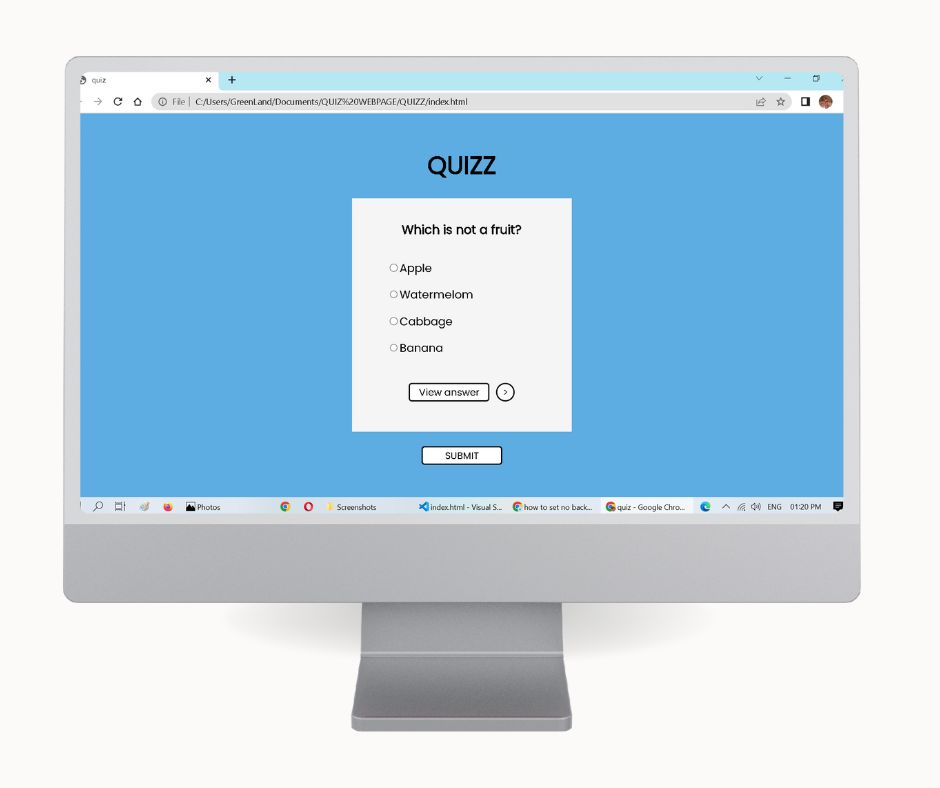 quiz
File
C:/Users/GreenLand/Documents/QUIZ%20WEBPAGE/QUIZZ/index.html
QUIZZ
Which is not a fruit?
Apple
Watermelom
Cabbage
Banana
View answer >
SUBMIT
Photos
Screenshots
index.html - Visual S...
how to set no back...
quiz - Google Chro...
ENG
01:20 PM